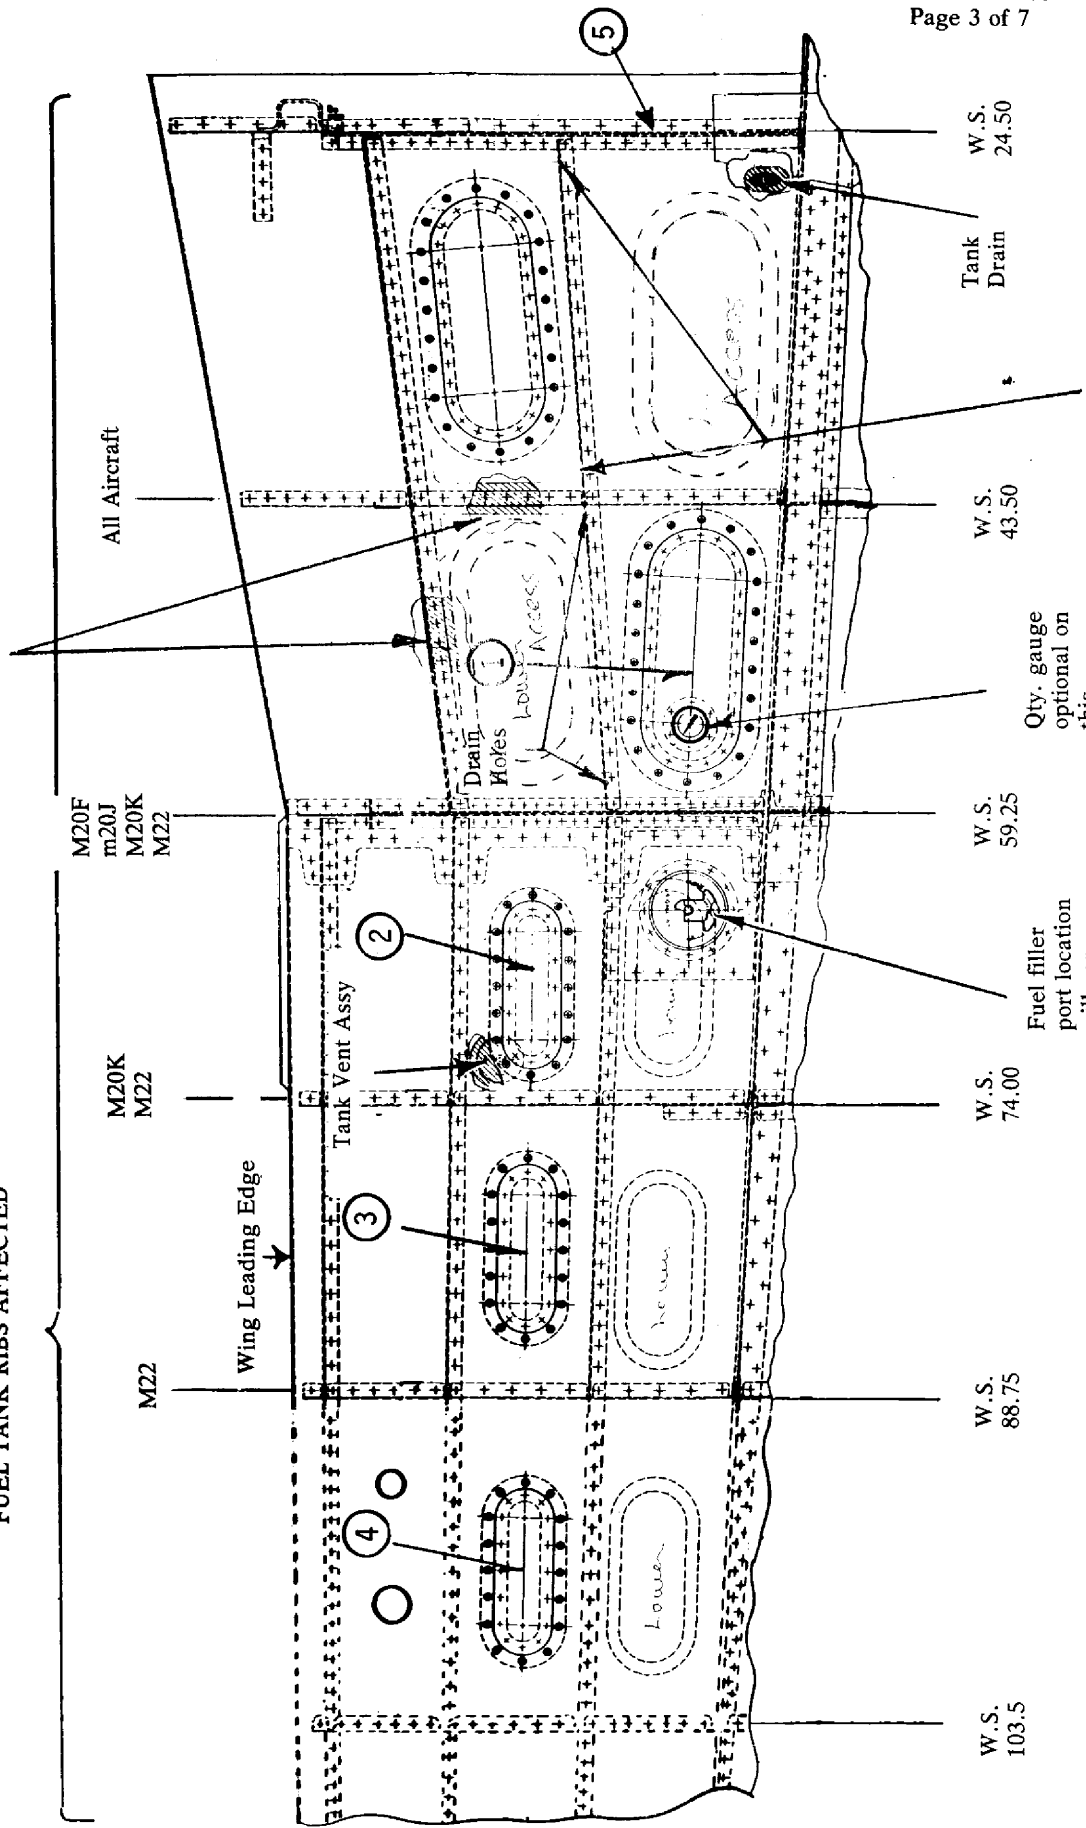 Page 3 of 7
FUEL TANK RIBS AFFECTED
M22
M20K
M22
M20F
m20J
M20K
M22
All Aircraft
Wing Leading Edge
Tank Vent Assy
Drain
Holes
Lower Access
Access
Lower
1
2
3
4
5
W.S.
103.5
W.S.
88.75
W.S.
74.00
W.S.
59.25
W.S.
43.50
W.S.
24.50
Fuel filler
port location
Qty. gauge
optional on
this
Tank
Drain